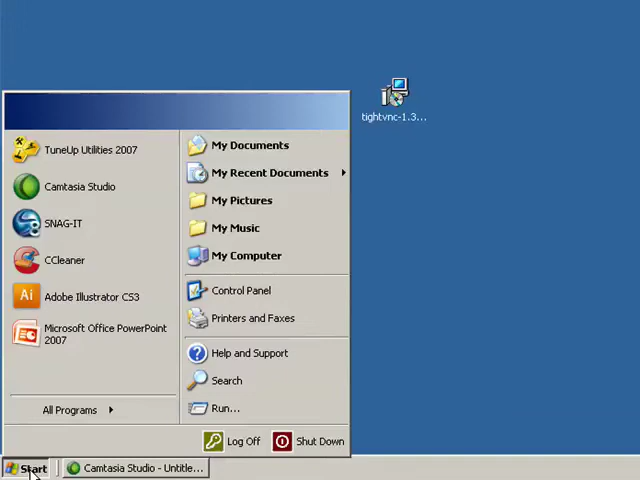 tightvnc-1.3...
TuneUp Utilities 2007
Camtasia Studio
SNAG-IT
CCleaner
Ai
Adobe Illustrator CS3
Microsoft Office PowerPoint
2007
All Programs
My Documents
My Recent Documents
My Pictures
My Music
My Computer
Control Panel
Printers and Faxes
Help and Support
Search
Run...
Log Off
Shut Down
Start
Camtasia Studio - Untitle...